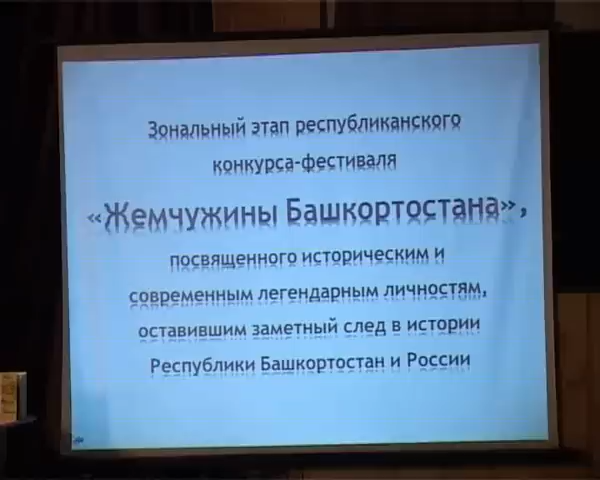 Зональный этап республиканского
конкурса-фестиваля
«Жемчужины Башкортостана»,
посвященного историческим и
современным легендарным личностям,
оставившим заметный след в истории
Республики Башкортостан и России